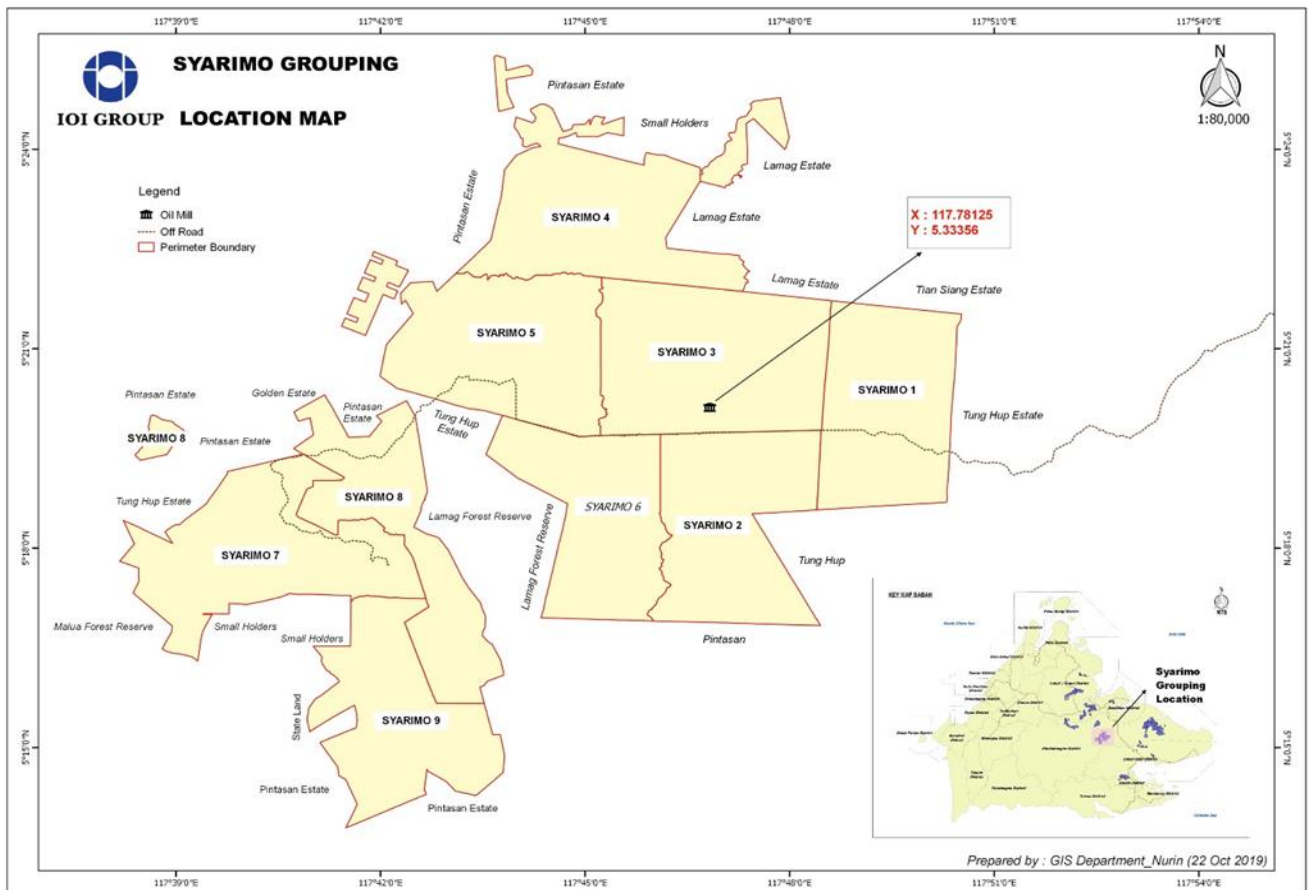 117°39'0"E
117°42'0"E
117°45'0"E
117°48'0"E
117°51'0"E
117°54'0"E
SYARIMO GROUPING
IOI GROUP LOCATION MAP
N
1:80,000
Pintasan Estate
Small Holders
5°24'0"N
5°24'0"N
Lamag Estate
Legend
Oil Mill
Off Road
Perimeter Boundary
Pintasan Estate
SYARIMO 4
Lamag Estate
X : 117.78125
Y : 5.33356
Lamag Estate
Tian Siang Estate
SYARIMO 5
SYARIMO 3
SYARIMO 1
5°21'0"N
5°21'0"N
Pintasan Estate
Golden Estate
Pintasan
Estate
Tung Hup
Estate
Tung Hup Estate
SYARIMO 8
Pintasan Estate
Tung Hup Estate
SYARIMO 8
Lamag Forest Reserve
SYARIMO 6
SYARIMO 2
SYARIMO 7
Lamag Forest Reserve
Tung Hup
5°18'0"N
5°18'0"N
Malua Forest Reserve
Small Holders
Small Holders
Pintasan
KEY MAP SABAH
Syarimo
Grouping
Location
State Land
SYARIMO 9
5°15'0"N
5°15'0"N
Pintasan Estate
Pintasan Estate
Prepared by : GIS Department_Nurin (22 Oct 2019)
117°39'0"E
117°42'0"E
117°45'0"E
117°48'0"E
117°51'0"E
117°54'0"E